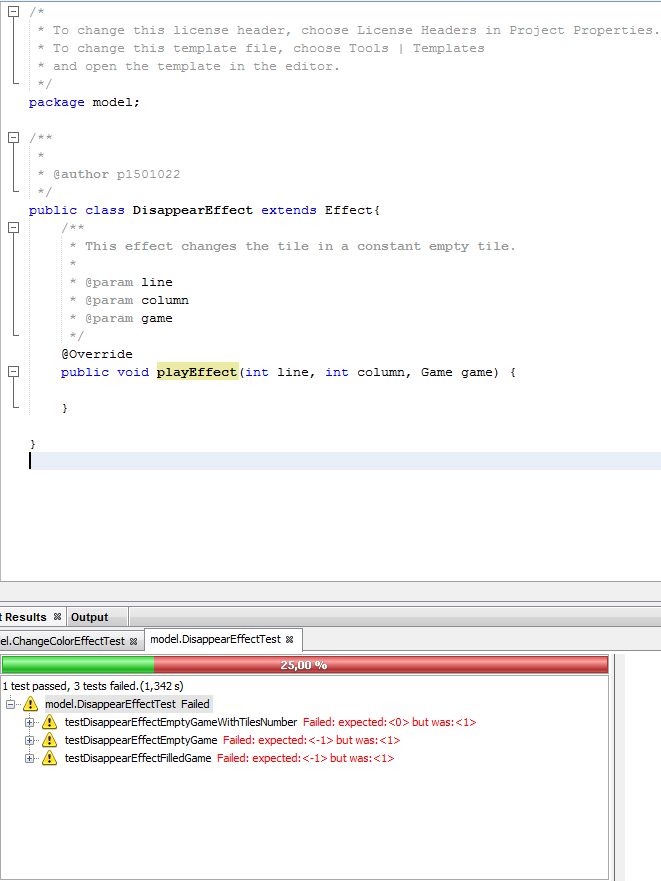 /*
 * To change this license header, choose License Headers in Project Properties.
 * To change this template file, choose Tools | Templates
 * and open the template in the editor.
 */
package model;
/**
 *
 * @author p1501022
 */
public class DisappearEffect extends Effect{
    /**
     * This effect changes the tile in a constant empty tile.
     *
     * @param line
     * @param column
     * @param game
     */
    @Override
    public void playEffect(int line, int column, Game game) {
    }
}
t Results Output
el.ChangeColorEffectTest model.DisappearEffectTest
25,00 %
1 test passed, 3 tests failed.(1,342 s)
model.DisappearEffectTest Failed
testDisappearEffectEmptyGameWithTilesNumber Failed: expected:<0> but was:<1>
testDisappearEffectEmptyGame Failed: expected:<-1> but was:<1>
testDisappearEffectFilledGame Failed: expected:<-1> but was:<1>